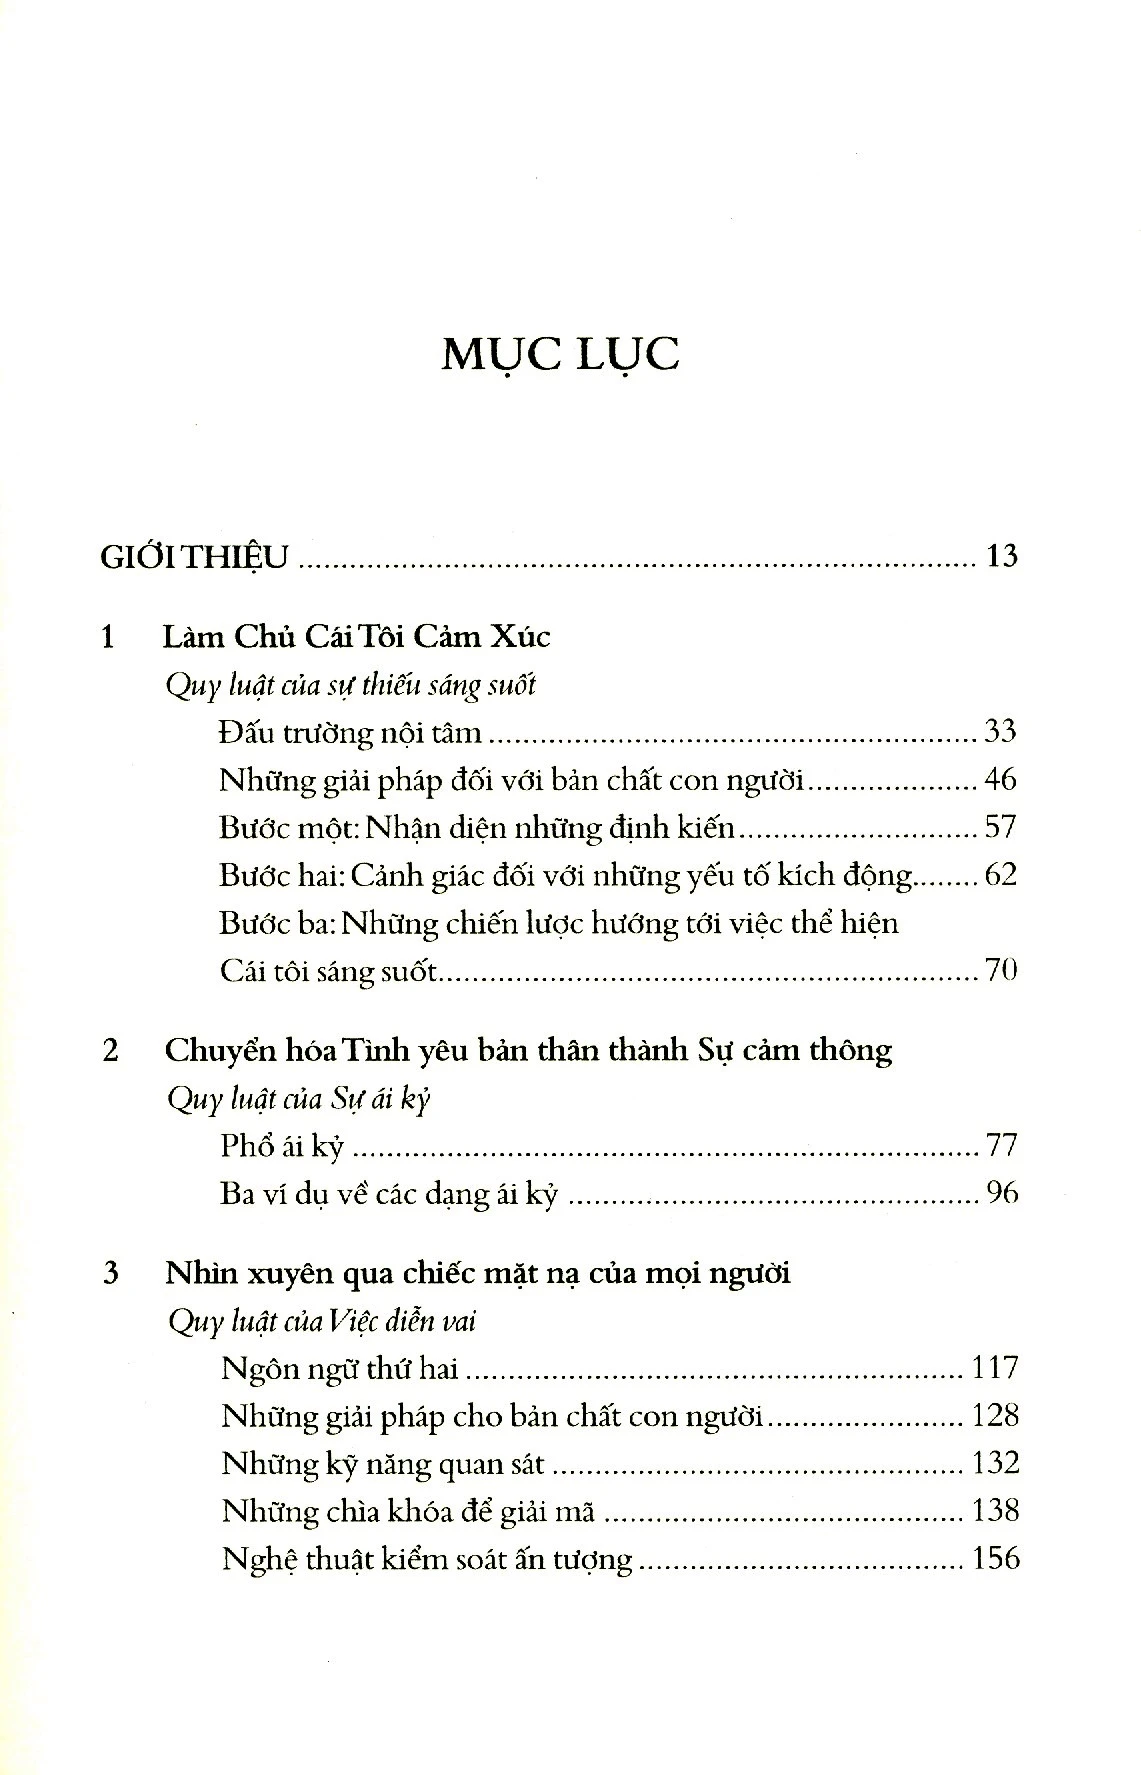 MỤC LỤC
GIỚI THIỆU ........ 13
1 Làm Chủ Cái Tôi Cảm Xúc
Quy luật của sự thiếu sáng suốt
Đấu trường nội tâm ........ 33
Những giải pháp đối với bản chất con người ........ 46
Bước một: Nhận diện những định kiến ........ 57
Bước hai: Cảnh giác đối với những yếu tố kích động ........ 62
Bước ba: Những chiến lược hướng tới việc thể hiện
Cái tôi sáng suốt ........ 70
2 Chuyển hóa Tình yêu bản thân thành Sự cảm thông
Quy luật của Sự ái kỷ
Phổ ái kỷ ........ 77
Ba ví dụ về các dạng ái kỷ ........ 96
3 Nhìn xuyên qua chiếc mặt nạ của mọi người
Quy luật của Việc diễn vai
Ngôn ngữ thứ hai ........ 117
Những giải pháp cho bản chất con người ........ 128
Những kỹ năng quan sát ........ 132
Những chìa khóa để giải mã ........ 138
Nghệ thuật kiểm soát ấn tượng ........ 156